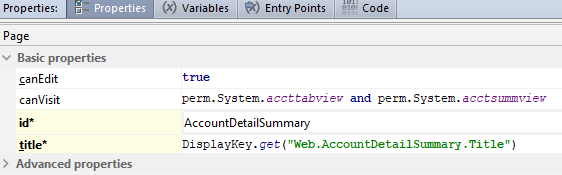 Properties: Properties (x) Variables Entry Points Code
Page
Basic properties
canEdit true
canVisit perm.System.accttabview and perm.System.acctsummview
id* AccountDetailSummary
title* DisplayKey.get("Web.AccountDetailSummary.Title")
Advanced properties